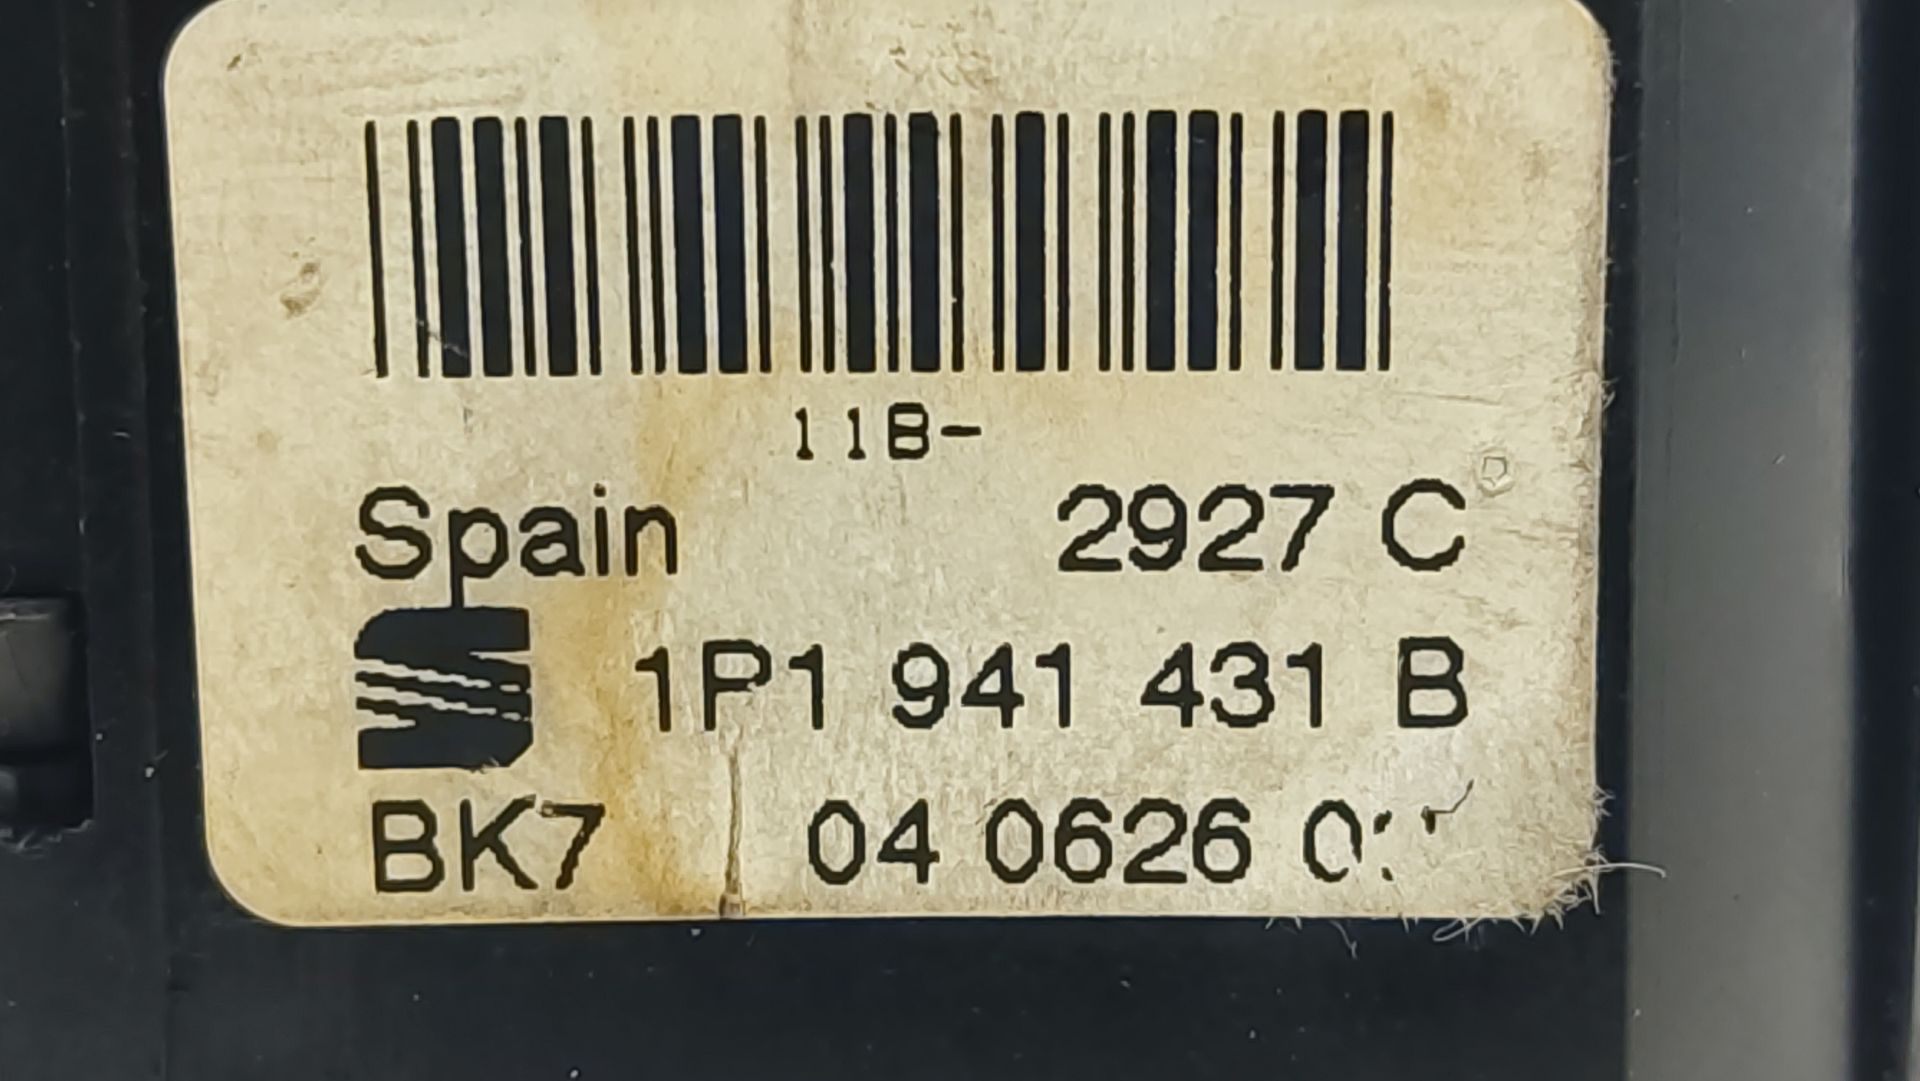 11B-
Spain 2927 C
1P1 941 431 B
BK7 04 0626